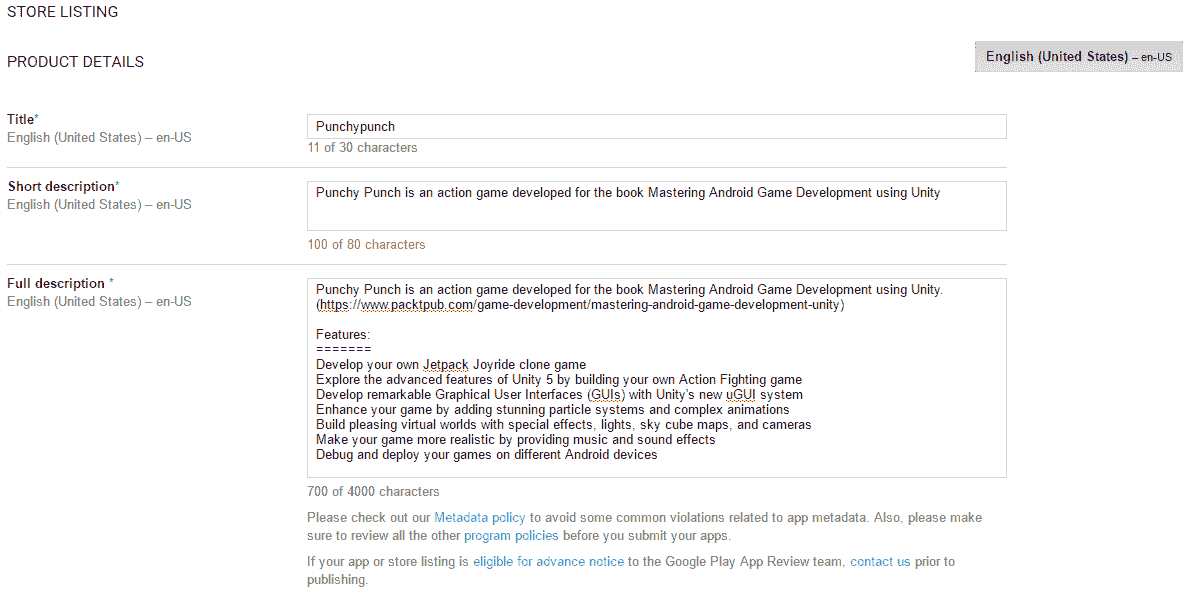 STORE LISTING
PRODUCT DETAILS
English (United States) – en-US
Title*
English (United States) – en-US
Punchypunch
11 of 30 characters
Short description*
English (United States) – en-US
Punchy Punch is an action game developed for the book Mastering Android Game Development using Unity
100 of 80 characters
Full description *
English (United States) – en-US
Punchy Punch is an action game developed for the book Mastering Android Game Development using Unity.
(https://www.packtpub.com/game-development/mastering-android-game-development-unity)
Features:
=======
Develop your own Jetpack Joyride clone game
Explore the advanced features of Unity 5 by building your own Action Fighting game
Develop remarkable Graphical User Interfaces (GUIs) with Unity's new uGUI system
Enhance your game by adding stunning particle systems and complex animations
Build pleasing virtual worlds with special effects, lights, sky cube maps, and cameras
Make your game more realistic by providing music and sound effects
Debug and deploy your games on different Android devices
700 of 4000 characters
Please check out our Metadata policy to avoid some common violations related to app metadata. Also, please make
sure to review all the other program policies before you submit your apps.
If your app or store listing is eligible for advance notice to the Google Play App Review team, contact us prior to
publishing.